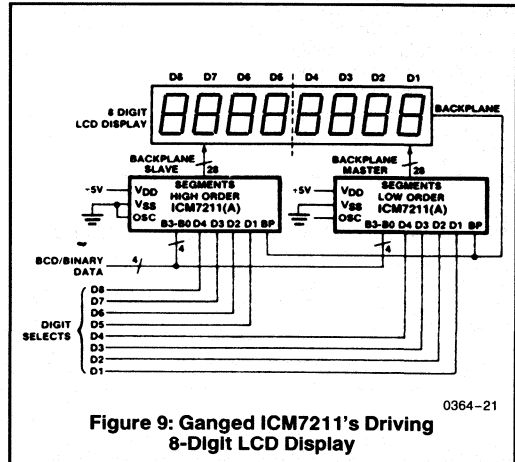 D8 D7 D6 D5 D4 D3 D2 D1
8 DIGIT
LCD DISPLAY
BACKPLANE
BACKPLANE
SLAVE
28
BACKPLANE
MASTER
28
+5V
VDD
VSS
OSC
SEGMENTS
HIGH ORDER
ICM7211(A)
B3-B0 D4 D3 D2 D1 BP
+5V
VDD
VSS
OSC
SEGMENTS
LOW ORDER
ICM7211(A)
B3-B0 D4 D3 D2 D1 BP
4
4
BCD/BINARY
DATA
4
DIGIT
SELECTS
D8
D7
D6
D5
D4
D3
D2
D1
0364-21
Figure 9: Ganged ICM7211's Driving
8-Digit LCD Display